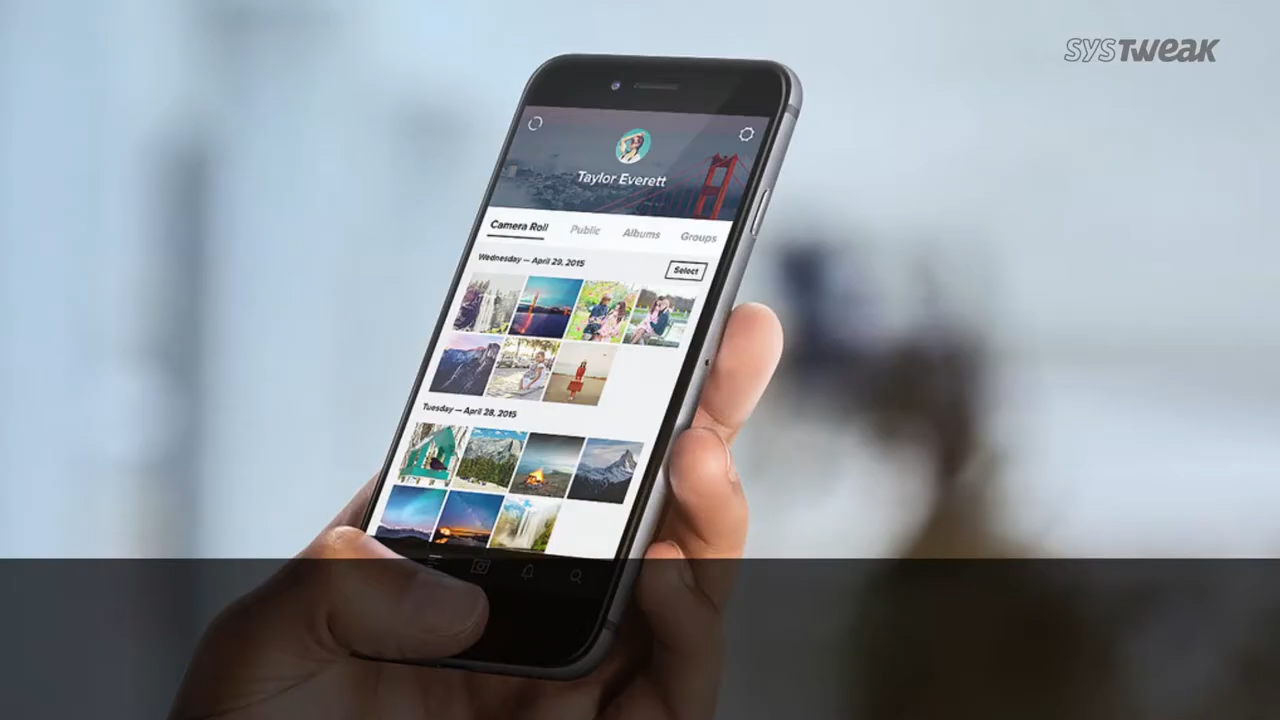 SYSTWEAK
Taylor Everett
Camera Roll Public Albums Groups
Wednesday — April 29, 2015
Select
Tuesday — April 28, 2015